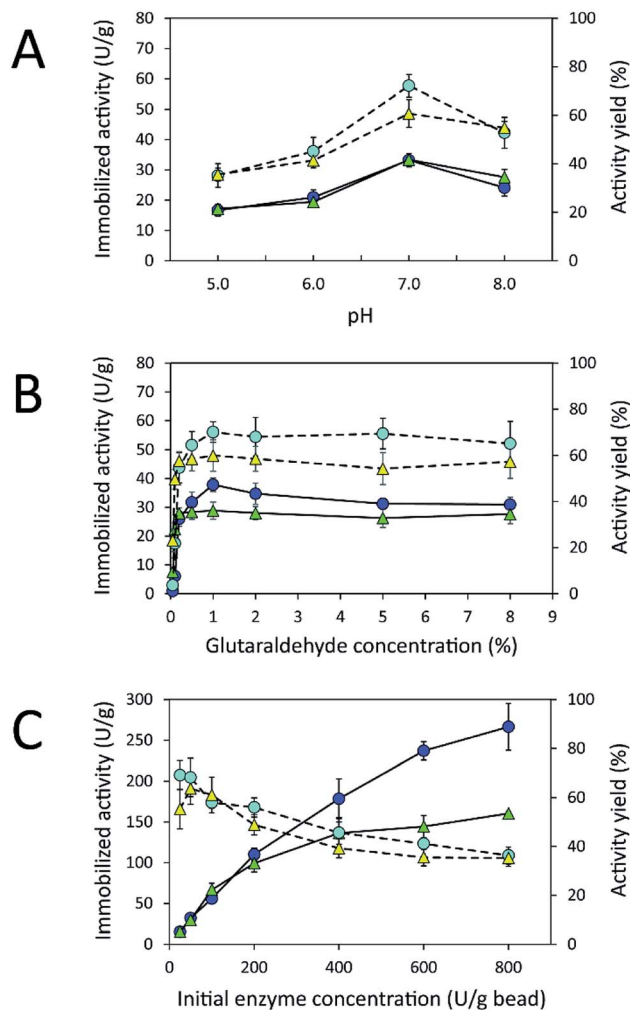 A
Immobilized activity (U/g)
80
70
60
50
40
30
20
10
0
100
80
60
40
20
0
Activity yield (%)
5.0 6.0 7.0 8.0
pH
B
Immobilized activity (U/g)
80
70
60
50
40
30
20
10
0
100
80
60
40
20
0
Activity yield (%)
0 1 2 3 4 5 6 7 8 9
Glutaraldehyde concentration (%)
C
Immobilized activity (U/g)
300
250
200
150
100
50
0
100
80
60
40
20
0
Activity yield (%)
0 200 400 600 800
Initial enzyme concentration (U/g bead)